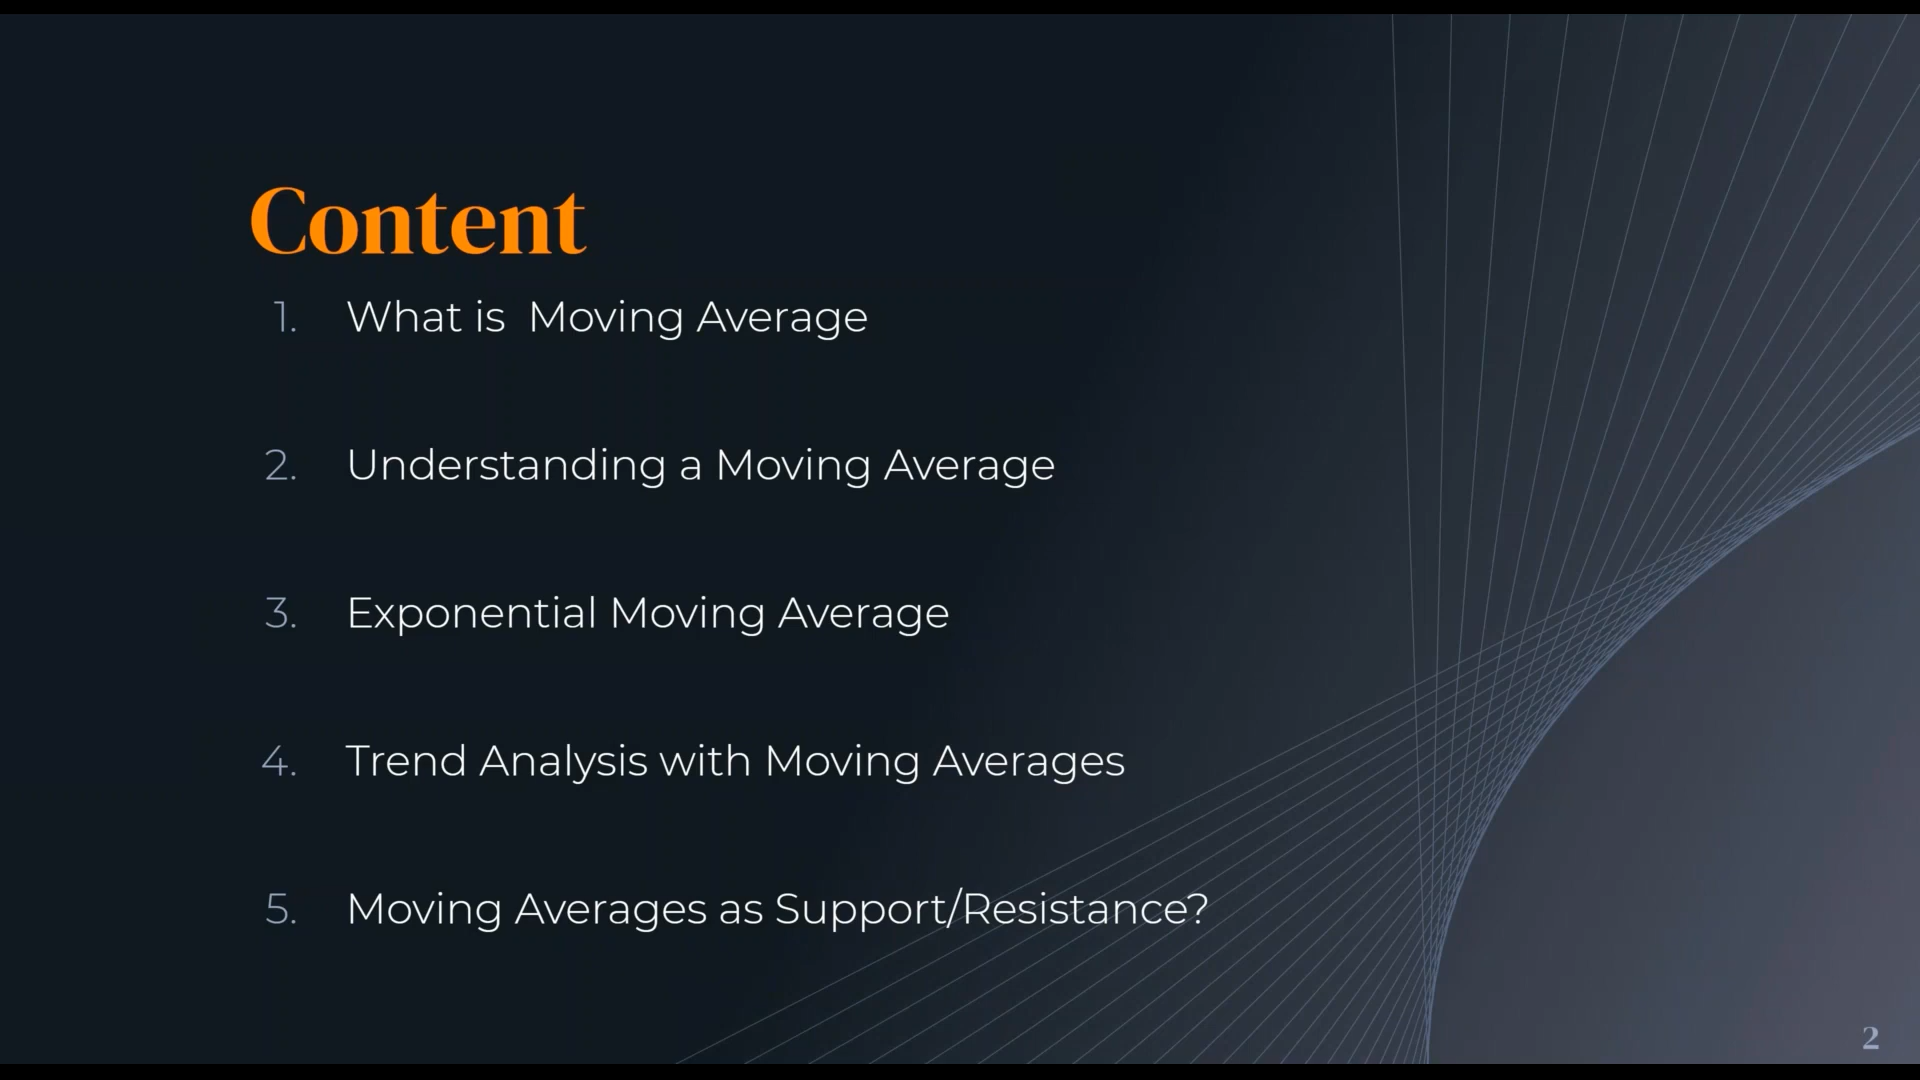 Content
1. What is  Moving Average
2. Understanding a Moving Average
3. Exponential Moving Average
4. Trend Analysis with Moving Averages
5. Moving Averages as Support/Resistance?
2